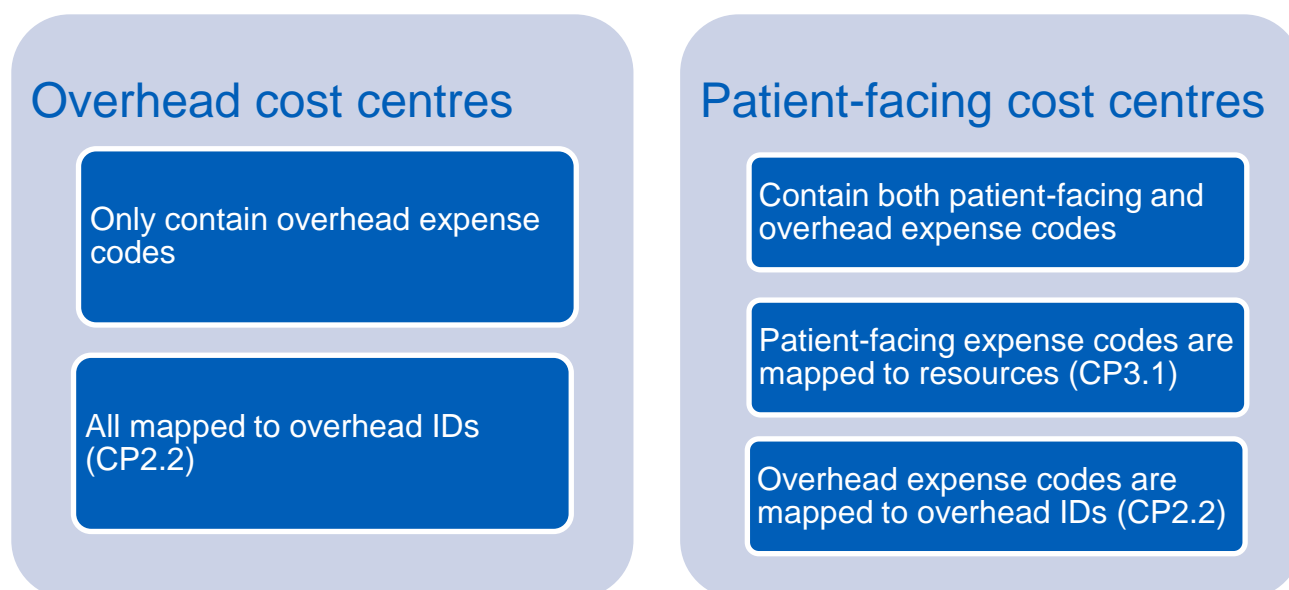 Overhead cost centres
Only contain overhead expense
codes
All mapped to overhead IDs
(CP2.2)
Patient-facing cost centres
Contain both patient-facing and
overhead expense codes
Patient-facing expense codes are
mapped to resources (CP3.1)
Overhead expense codes are
mapped to overhead IDs (CP2.2)